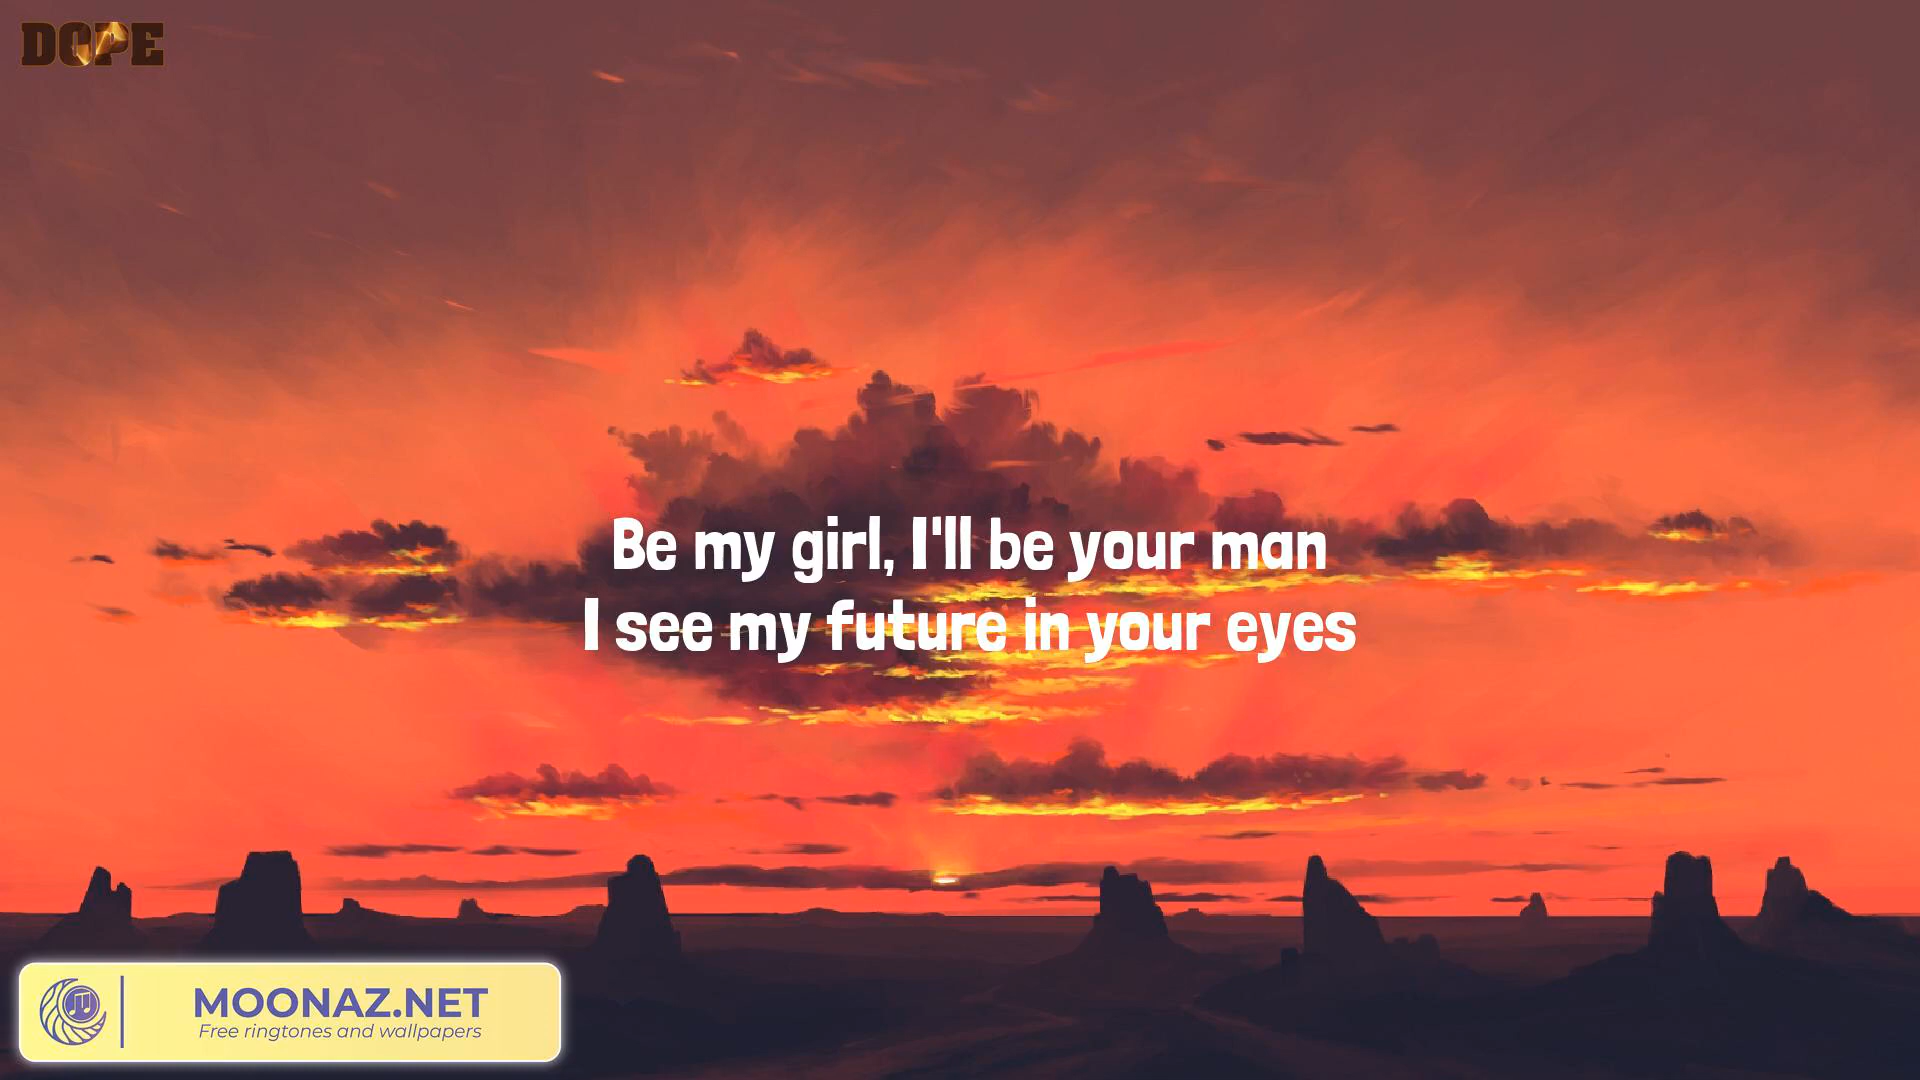 DOPE
Be my girl, I'll be your man
I see my future in your eyes
MOONAZ.NET
Free ringtones and wallpapers